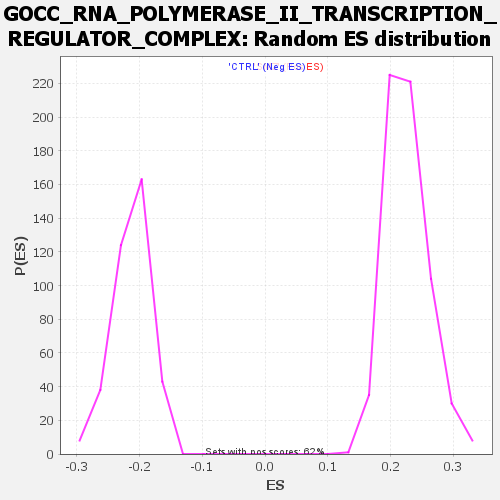 GOCC_RNA_POLYMERASE_II_TRANSCRIPTION_
REGULATOR_COMPLEX: Random ES distribution
'CTRL' (Neg ES)ES)
220
200
180
160
140
120
100
80
60
40
20
0
P(ES)
Sets with pos scores: 62%
-0.3 -0.2 -0.1 0.0 0.1 0.2 0.3
ES